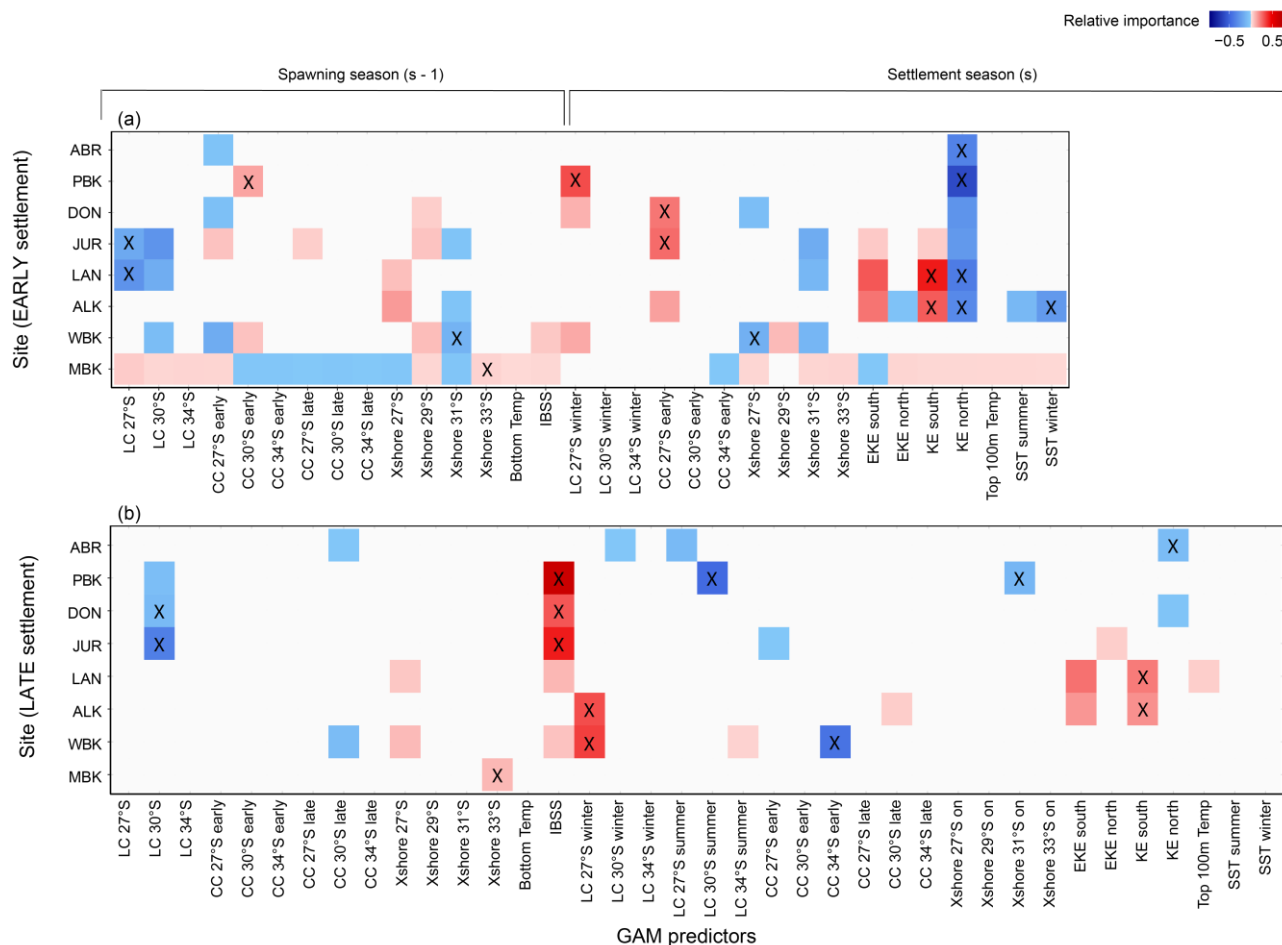 Relative importance
−0.5 0.5
Spawning season (s - 1) Settlement season (s)
(a)
Site (EARLY settlement)
ABR X
PBK X X X
DON X
JUR X X
LAN X X X
ALK X X X
WBK X X
MBK X
LC 27°S
LC 30°S
LC 34°S
CC 27°S early
CC 30°S early
CC 34°S early
CC 27°S late
CC 30°S late
CC 34°S late
Xshore 27°S
Xshore 29°S
Xshore 31°S
Xshore 33°S
Bottom Temp
IBSS
LC 27°S winter
LC 30°S winter
LC 34°S winter
CC 27°S early
CC 30°S early
CC 34°S early
Xshore 27°S
Xshore 29°S
Xshore 31°S
Xshore 33°S
EKE south
EKE north
KE south
KE north
Top 100m Temp
SST summer
SST winter
(b)
Site (LATE settlement)
ABR X
PBK X X X
DON X X
JUR X X
LAN X
ALK X X
WBK X X
MBK X
LC 27°S
LC 30°S
LC 34°S
CC 27°S early
CC 30°S early
CC 34°S early
CC 27°S late
CC 30°S late
CC 34°S late
Xshore 27°S
Xshore 29°S
Xshore 31°S
Xshore 33°S
Bottom Temp
IBSS
LC 27°S winter
LC 30°S winter
LC 34°S winter
LC 27°S summer
LC 30°S summer
LC 34°S summer
CC 27°S early
CC 30°S early
CC 34°S early
CC 27°S late
CC 30°S late
CC 34°S late
Xshore 27°S on
Xshore 29°S on
Xshore 31°S on
Xshore 33°S on
EKE south
EKE north
KE south
KE north
Top 100m Temp
SST summer
SST winter
GAM predictors